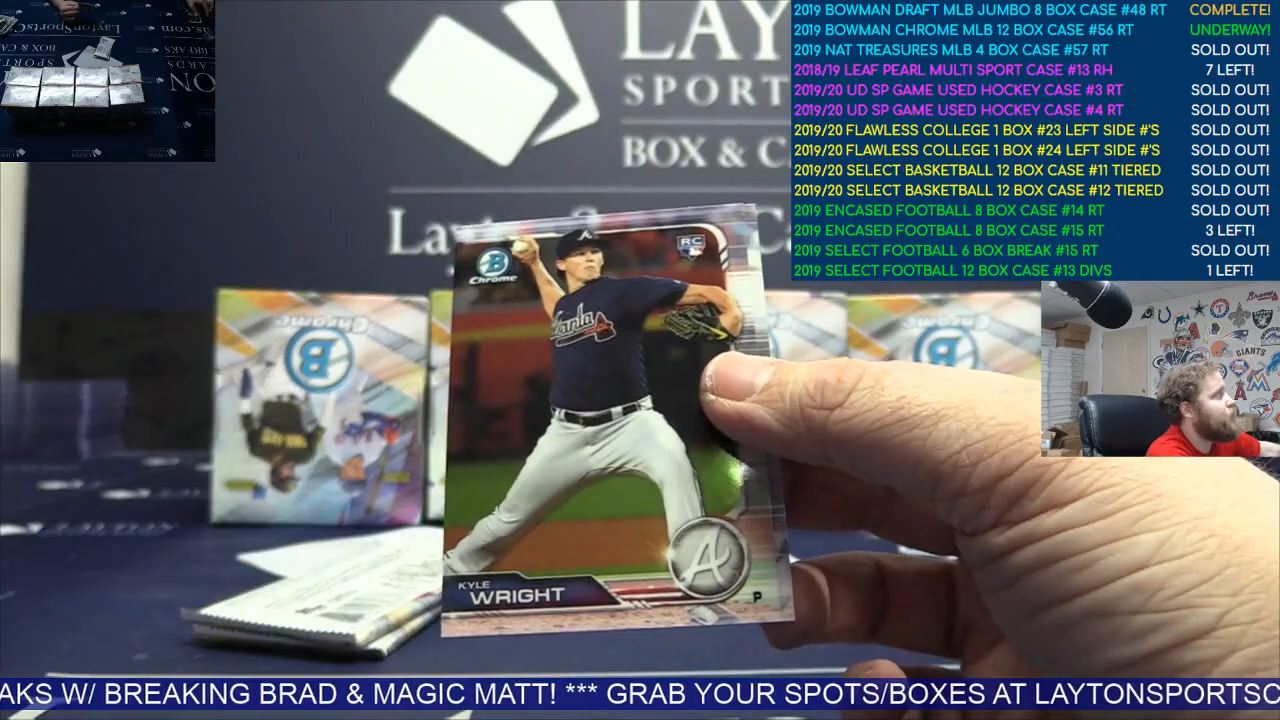 2019 BOWMAN DRAFT MLB JUMBO 8 BOX CASE #48 RT COMPLETE!
2019 BOWMAN CHROME MLB 12 BOX CASE #56 RT UNDERWAY!
2019 NAT TREASURES MLB 4 BOX CASE #57 RT SOLD OUT!
2018/19 LEAF PEARL MULTI SPORT CASE #13 RH 7 LEFT!
2019/20 UD SP GAME USED HOCKEY CASE #3 RT SOLD OUT!
2019/20 UD SP GAME USED HOCKEY CASE #4 RT SOLD OUT!
2019/20 FLAWLESS COLLEGE 1 BOX #23 LEFT SIDE #'S SOLD OUT!
2019/20 FLAWLESS COLLEGE 1 BOX #24 LEFT SIDE #'S SOLD OUT!
2019/20 SELECT BASKETBALL 12 BOX CASE #11 TIERED SOLD OUT!
2019/20 SELECT BASKETBALL 12 BOX CASE #12 TIERED SOLD OUT!
2019 ENCASED FOOTBALL 8 BOX CASE #14 RT SOLD OUT!
2019 ENCASED FOOTBALL 8 BOX CASE #15 RT 3 LEFT!
2019 SELECT FOOTBALL 6 BOX BREAK #15 RT SOLD OUT!
2019 SELECT FOOTBALL 12 BOX CASE #13 DIVS 1 LEFT!
LAY
SPORT
BOX & C
Lay
B
Chrome
RC
A
Atlanta
A
KYLE
WRIGHT
P
Chrome
B
GIANTS
Braves
AKS W/ BREAKING BRAD & MAGIC MATT! *** GRAB YOUR SPOTS/BOXES AT LAYTONSPORTSC